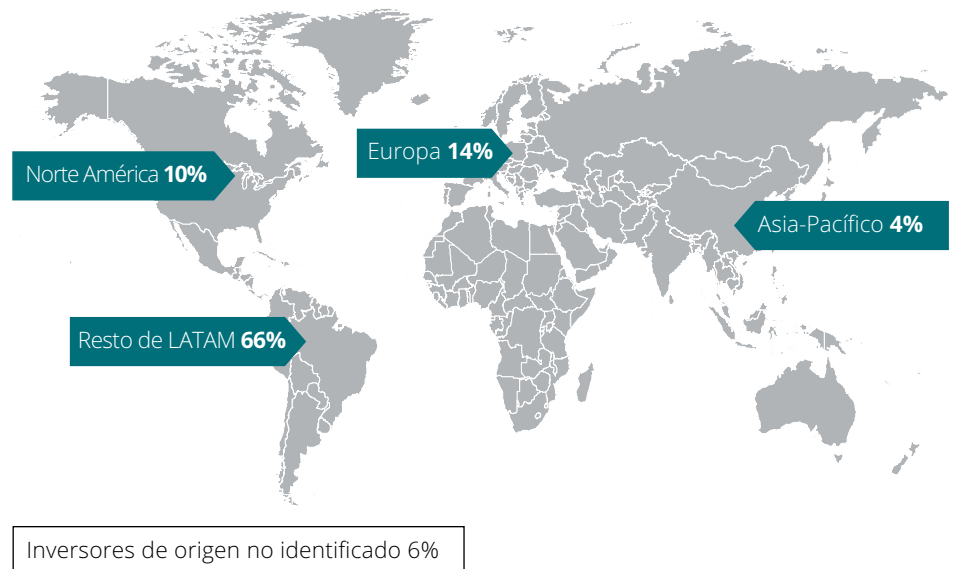 Europa 14%
Norte América 10%
Asia-Pacífico 4%
Resto de LATAM 66%
Inversores de origen no identificado 6%